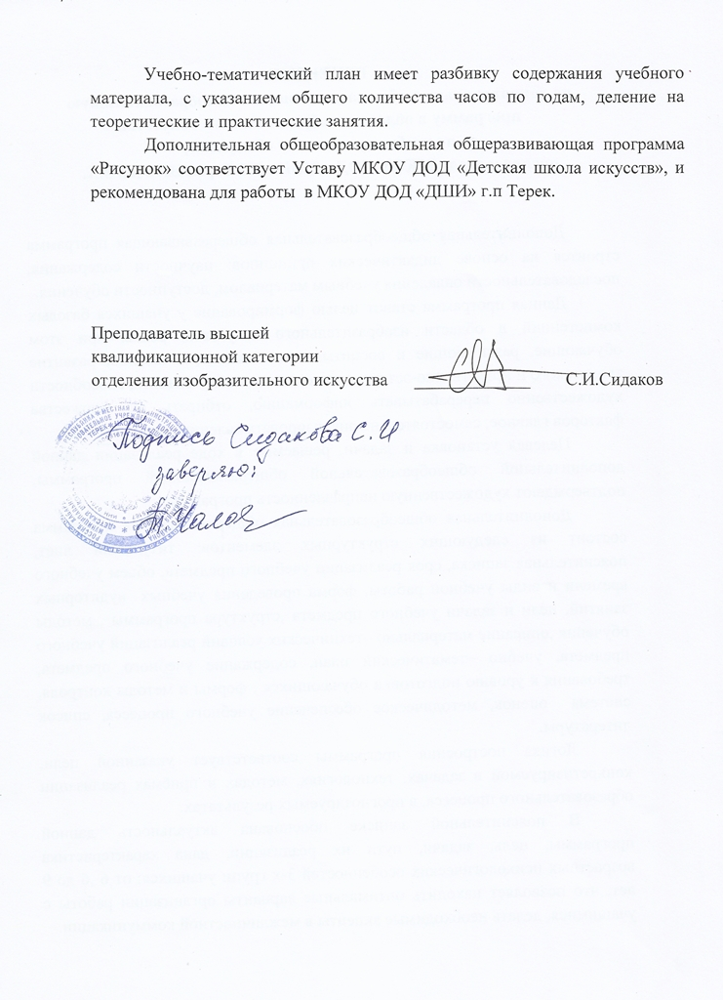 Учебно-тематический план имеет разбивку содержания учебного
материала, с указанием общего количества часов по годам, деление на
теоретические и практические занятия.
Дополнительная общеобразовательная общеразвивающая программа
«Рисунок» соответствует Уставу МКОУ ДОД «Детская школа искусств», и
рекомендована для работы в МКОУ ДОД «ДШИ» г.п Терек.
Преподаватель высшей
квалификационной категории
отделения изобразительного искусства С.И.Сидаков
Подпись Сидакова С.И
заверяю: